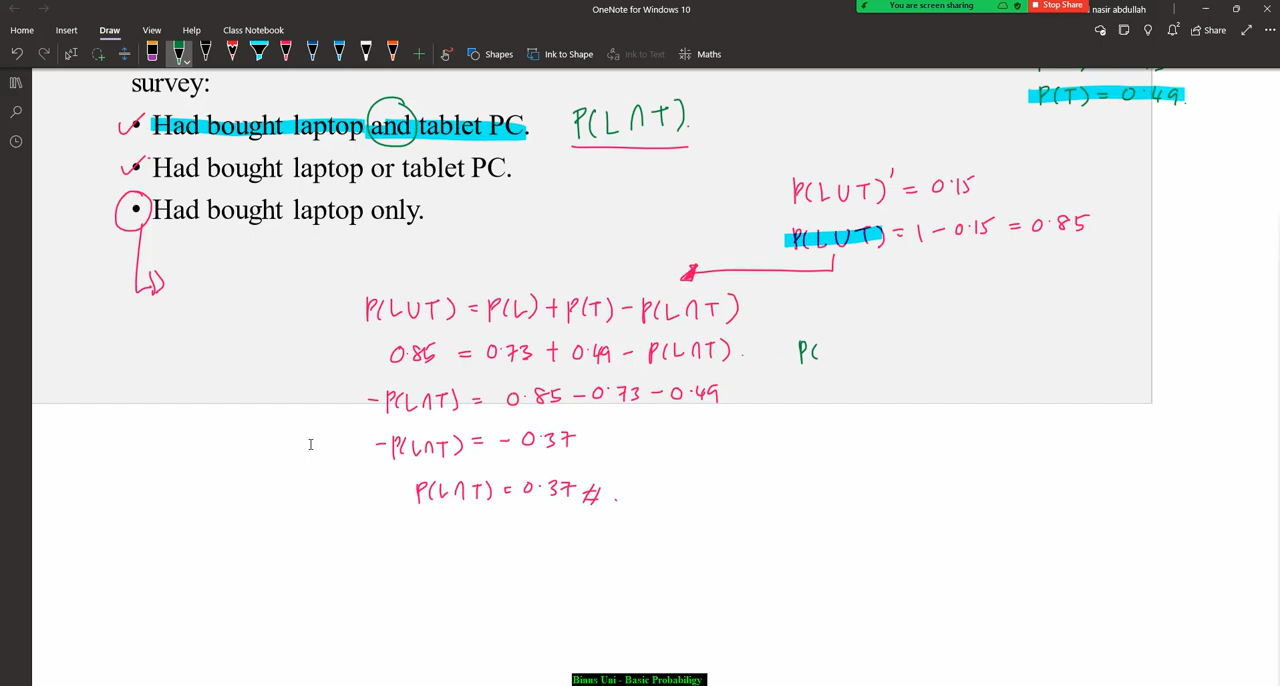 OneNote for Windows 10
You are screen sharing
Stop Share
nasir abdullah
Home Insert Draw View Help Class Notebook
Share
Shapes Ink to Shape Ink to Text Maths
survey:
P(T) = 0.49.
• Had bought laptop and tablet PC. P(L∩T).
• Had bought laptop or tablet PC.
P(L∪T)' = 0.15
• Had bought laptop only.
P(L∪T) = 1 - 0.15 = 0.85
P(L∪T) = P(L) + P(T) - P(L∩T)
0.85 = 0.73 + 0.49 - P(L∩T). P(
-P(L∩T) = 0.85 - 0.73 - 0.49
-P(L∩T) = - 0.37
P(L∩T) = 0.37 #.
Binus Uni - Basic Probabiligy